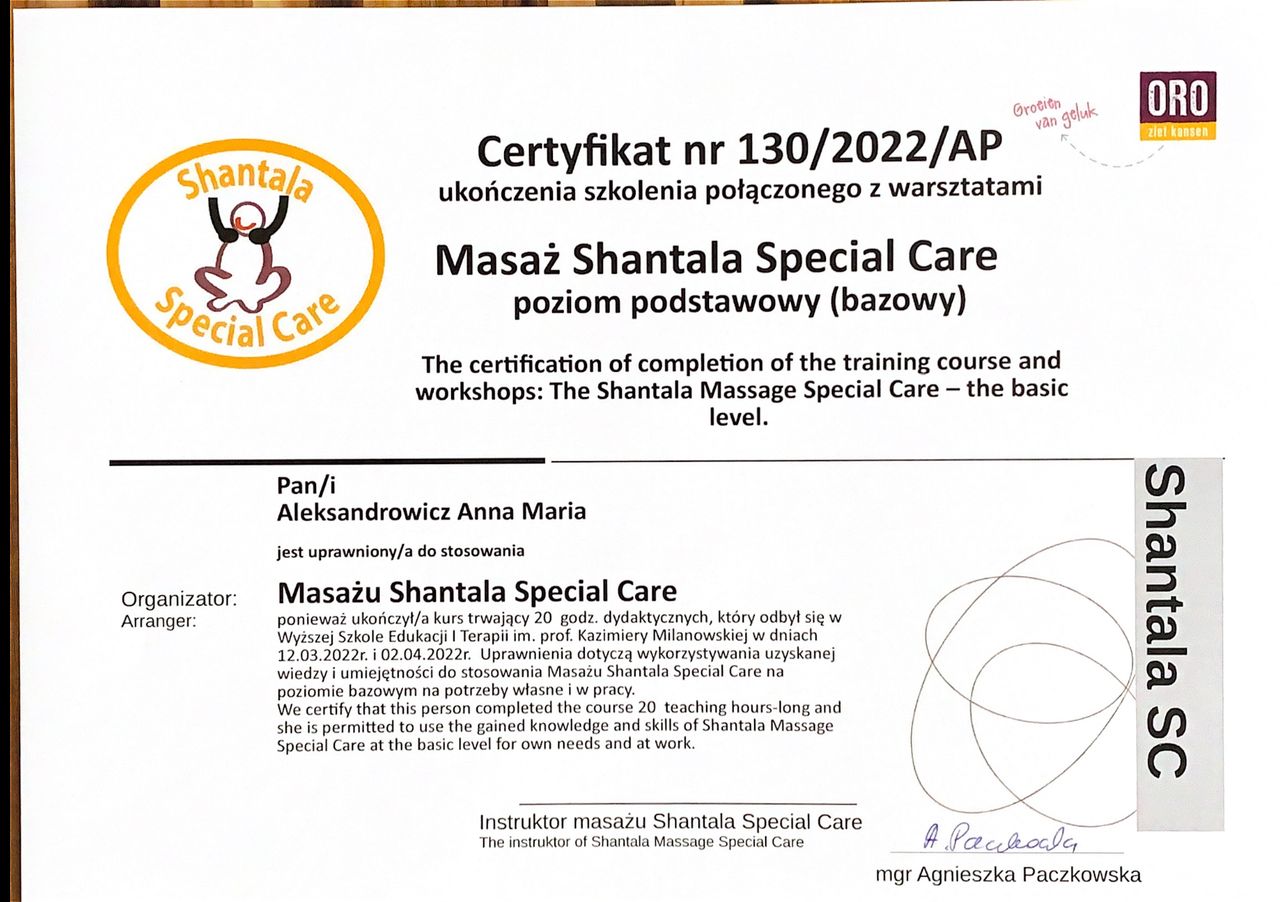 Groeien
van geluk
ORO
ziet kansen
Shantala
Special Care
Certyfikat nr 130/2022/AP
ukończenia szkolenia połączonego z warsztatami
Masaż Shantala Special Care
poziom podstawowy (bazowy)
The certification of completion of the training course and
workshops: The Shantala Massage Special Care – the basic
level.
Pan/i
Aleksandrowicz Anna Maria
jest uprawniony/a do stosowania
Organizator:
Arranger:
Masażu Shantala Special Care
ponieważ ukończył/a kurs trwający 20 godz. dydaktycznych, który odbył się w
Wyższej Szkole Edukacji I Terapii im. prof. Kazimiery Milanowskiej w dniach
12.03.2022r. i 02.04.2022r. Uprawnienia dotyczą wykorzystywania uzyskanej
wiedzy i umiejętności do stosowania Masażu Shantala Special Care na
poziomie bazowym na potrzeby własne i w pracy.
We certify that this person completed the course 20 teaching hours-long and
she is permitted to use the gained knowledge and skills of Shantala Massage
Special Care at the basic level for own needs and at work.
Shantala SC
Instruktor masażu Shantala Special Care
The instructor of Shantala Massage Special Care
A. Paczkowska
mgr Agnieszka Paczkowska